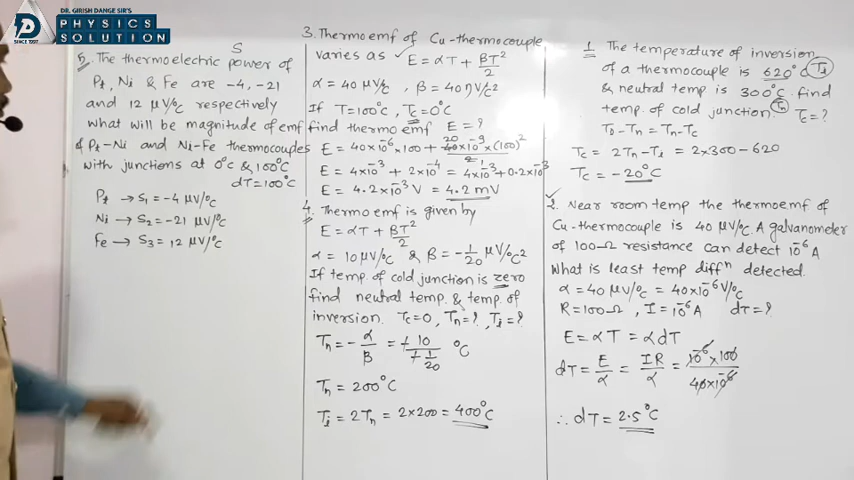 DR. GIRISH DANGE SIR'S
PHYSICS
SOLUTION
SINCE 1997
5. The thermoelectric power of
S
Pt, Ni & Fe are -4, -21
and 12 μV/°C respectively
what will be magnitude of emf
of Pt-Ni and Ni-Fe thermocouples
with junctions at 0°C & 100°C
dT = 100°C
Pt → S₁ = -4 μV/°C
Ni → S₂ = -21 μV/°C
Fe → S₃ = 12 μV/°C
3. Thermo emf of Cu-thermocouple
varies as ✓ E = αT + βT²/2
α = 40 μV/°C, β = 40 ηV/C²
If T = 100°C, Tc = 0°C
find thermo emf E = ?
E = 40×10⁻⁶×100 + 20 40×10⁻⁹/2 ×(100)²
E = 4×10⁻³ + 2×10⁻⁴ = 4×10⁻³ + 0.2×10⁻³
E = 4.2×10⁻³ V = 4.2 mV
4. Thermo emf is given by
E = αT + βT²/2
α = 10 μV/°C & β = -1/20 μV/°C²
If temp. of cold junction is zero
find neutral temp. & temp. of
inversion. Tc = 0, Tn = ?, Ti = ?
Tn = -α/β = +10/+1/20 °C
Tn = 200°C
Ti = 2Tn = 2×200 = 400°C
1 The temperature of inversion
of a thermocouple is 620°C Ti
& neutral temp is 300°C. find
Tn
temp. of cold junction. Tc = ?
Ti - Tn = Tn - Tc
Tc = 2Tn - Ti = 2×300 - 620
Tc = -20°C
✓2. Near room temp the thermoemf of
Cu-thermocouple is 40 μV/°C. A galvanometer
of 100-Ω resistance can detect 10⁻⁶ A
What is least temp diffⁿ detected.
α = 40 μV/°C = 40×10⁻⁶ V/°C
R = 100-Ω, I = 10⁻⁶ A dT = ?
E = αT = αdT
dT = E/α = IR/α = 10⁻⁶×100/40×10⁻⁶
∴ dT = 2.5°C